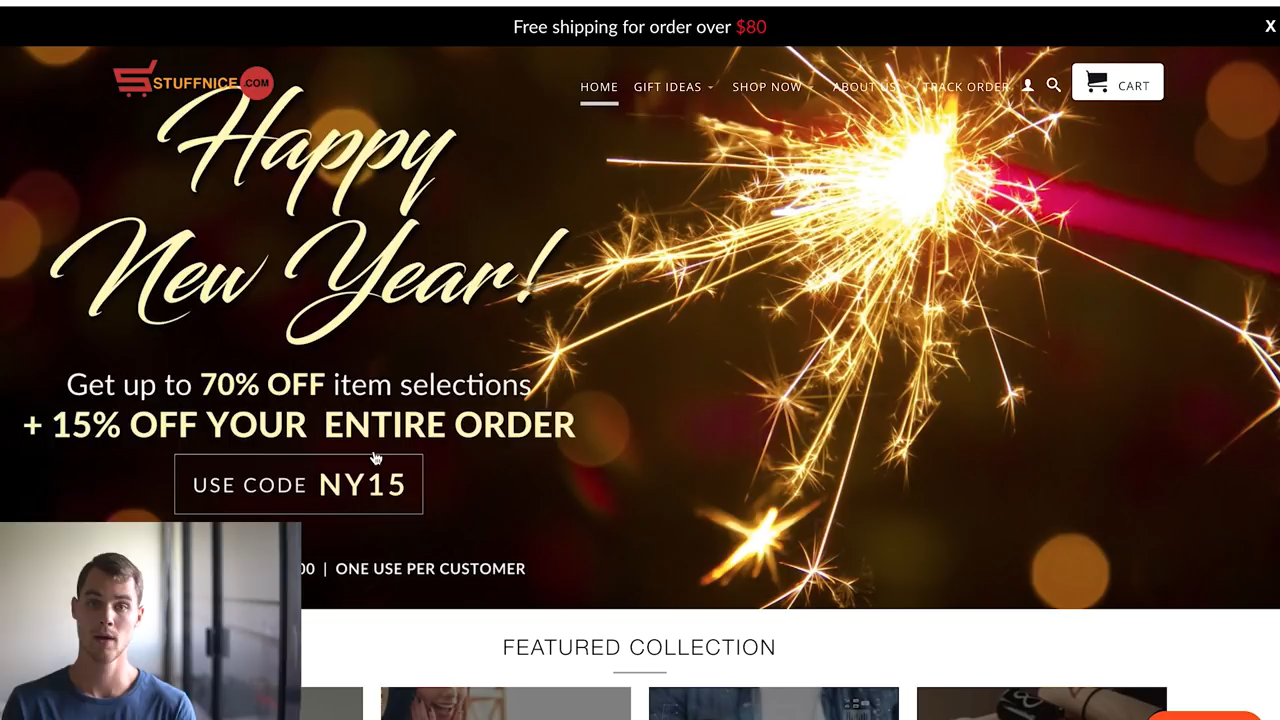 Free shipping for order over $80
X
STUFFNICE.COM
HOME GIFT IDEAS SHOP NOW ABOUT US TRACK ORDER CART
Happy
New Year!
Get up to 70% OFF item selections
+ 15% OFF YOUR ENTIRE ORDER
USE CODE NY15
00 | ONE USE PER CUSTOMER
FEATURED COLLECTION